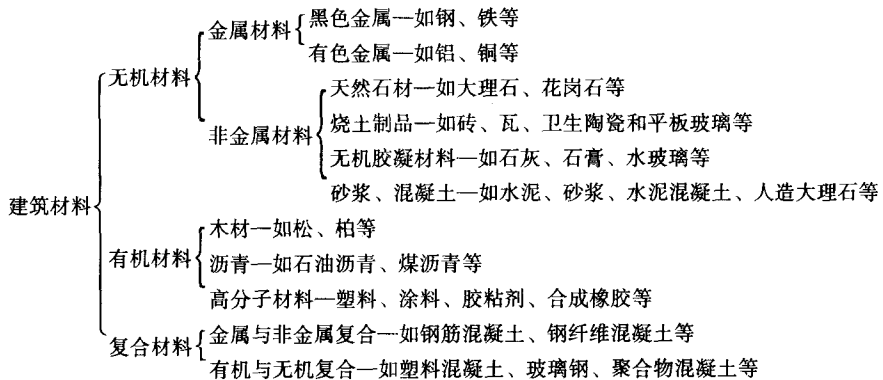 黑色金属—如钢、铁等
金属材料
有色金属—如铝、铜等
无机材料
天然石材—如大理石、花岗石等
烧土制品—如砖、瓦、卫生陶瓷和平板玻璃等
非金属材料
无机胶凝材料—如石灰、石膏、水玻璃等
砂浆、混凝土—如水泥、砂浆、水泥混凝土、人造大理石等
建筑材料
木材—如松、柏等
有机材料
沥青—如石油沥青、煤沥青等
高分子材料—塑料、涂料、胶粘剂、合成橡胶等
金属与非金属复合—如钢筋混凝土、钢纤维混凝土等
复合材料
有机与无机复合—如塑料混凝土、玻璃钢、聚合物混凝土等